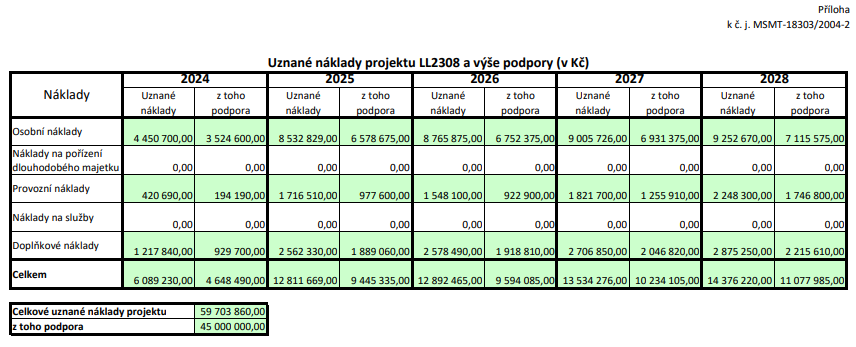 Příloha
k č. j. MSMT-18303/2004-2
Uznané náklady projektu LL2308 a výše podpory (v Kč)
Náklady 2024 2025 2026 2027 2028
Uznané náklady z toho podpora Uznané náklady z toho podpora Uznané náklady z toho podpora Uznané náklady z toho podpora Uznané náklady z toho podpora
Osobní náklady 4 450 700,00 3 524 600,00 8 532 829,00 6 578 675,00 8 765 875,00 6 752 375,00 9 005 726,00 6 931 375,00 9 252 670,00 7 115 575,00
Náklady na pořízení
dlouhodobého majetku 0,00 0,00 0,00 0,00 0,00 0,00 0,00 0,00 0,00 0,00
Provozní náklady 420 690,00 194 190,00 1 716 510,00 977 600,00 1 548 100,00 922 900,00 1 821 700,00 1 255 910,00 2 248 300,00 1 746 800,00
Náklady na služby 0,00 0,00 0,00 0,00 0,00 0,00 0,00 0,00 0,00 0,00
Doplňkové náklady 1 217 840,00 929 700,00 2 562 330,00 1 889 060,00 2 578 490,00 1 918 810,00 2 706 850,00 2 046 820,00 2 875 250,00 2 215 610,00
Celkem 6 089 230,00 4 648 490,00 12 811 669,00 9 445 335,00 12 892 465,00 9 594 085,00 13 534 276,00 10 234 105,00 14 376 220,00 11 077 985,00
Celkové uznané náklady projektu 59 703 860,00
z toho podpora 45 000 000,00